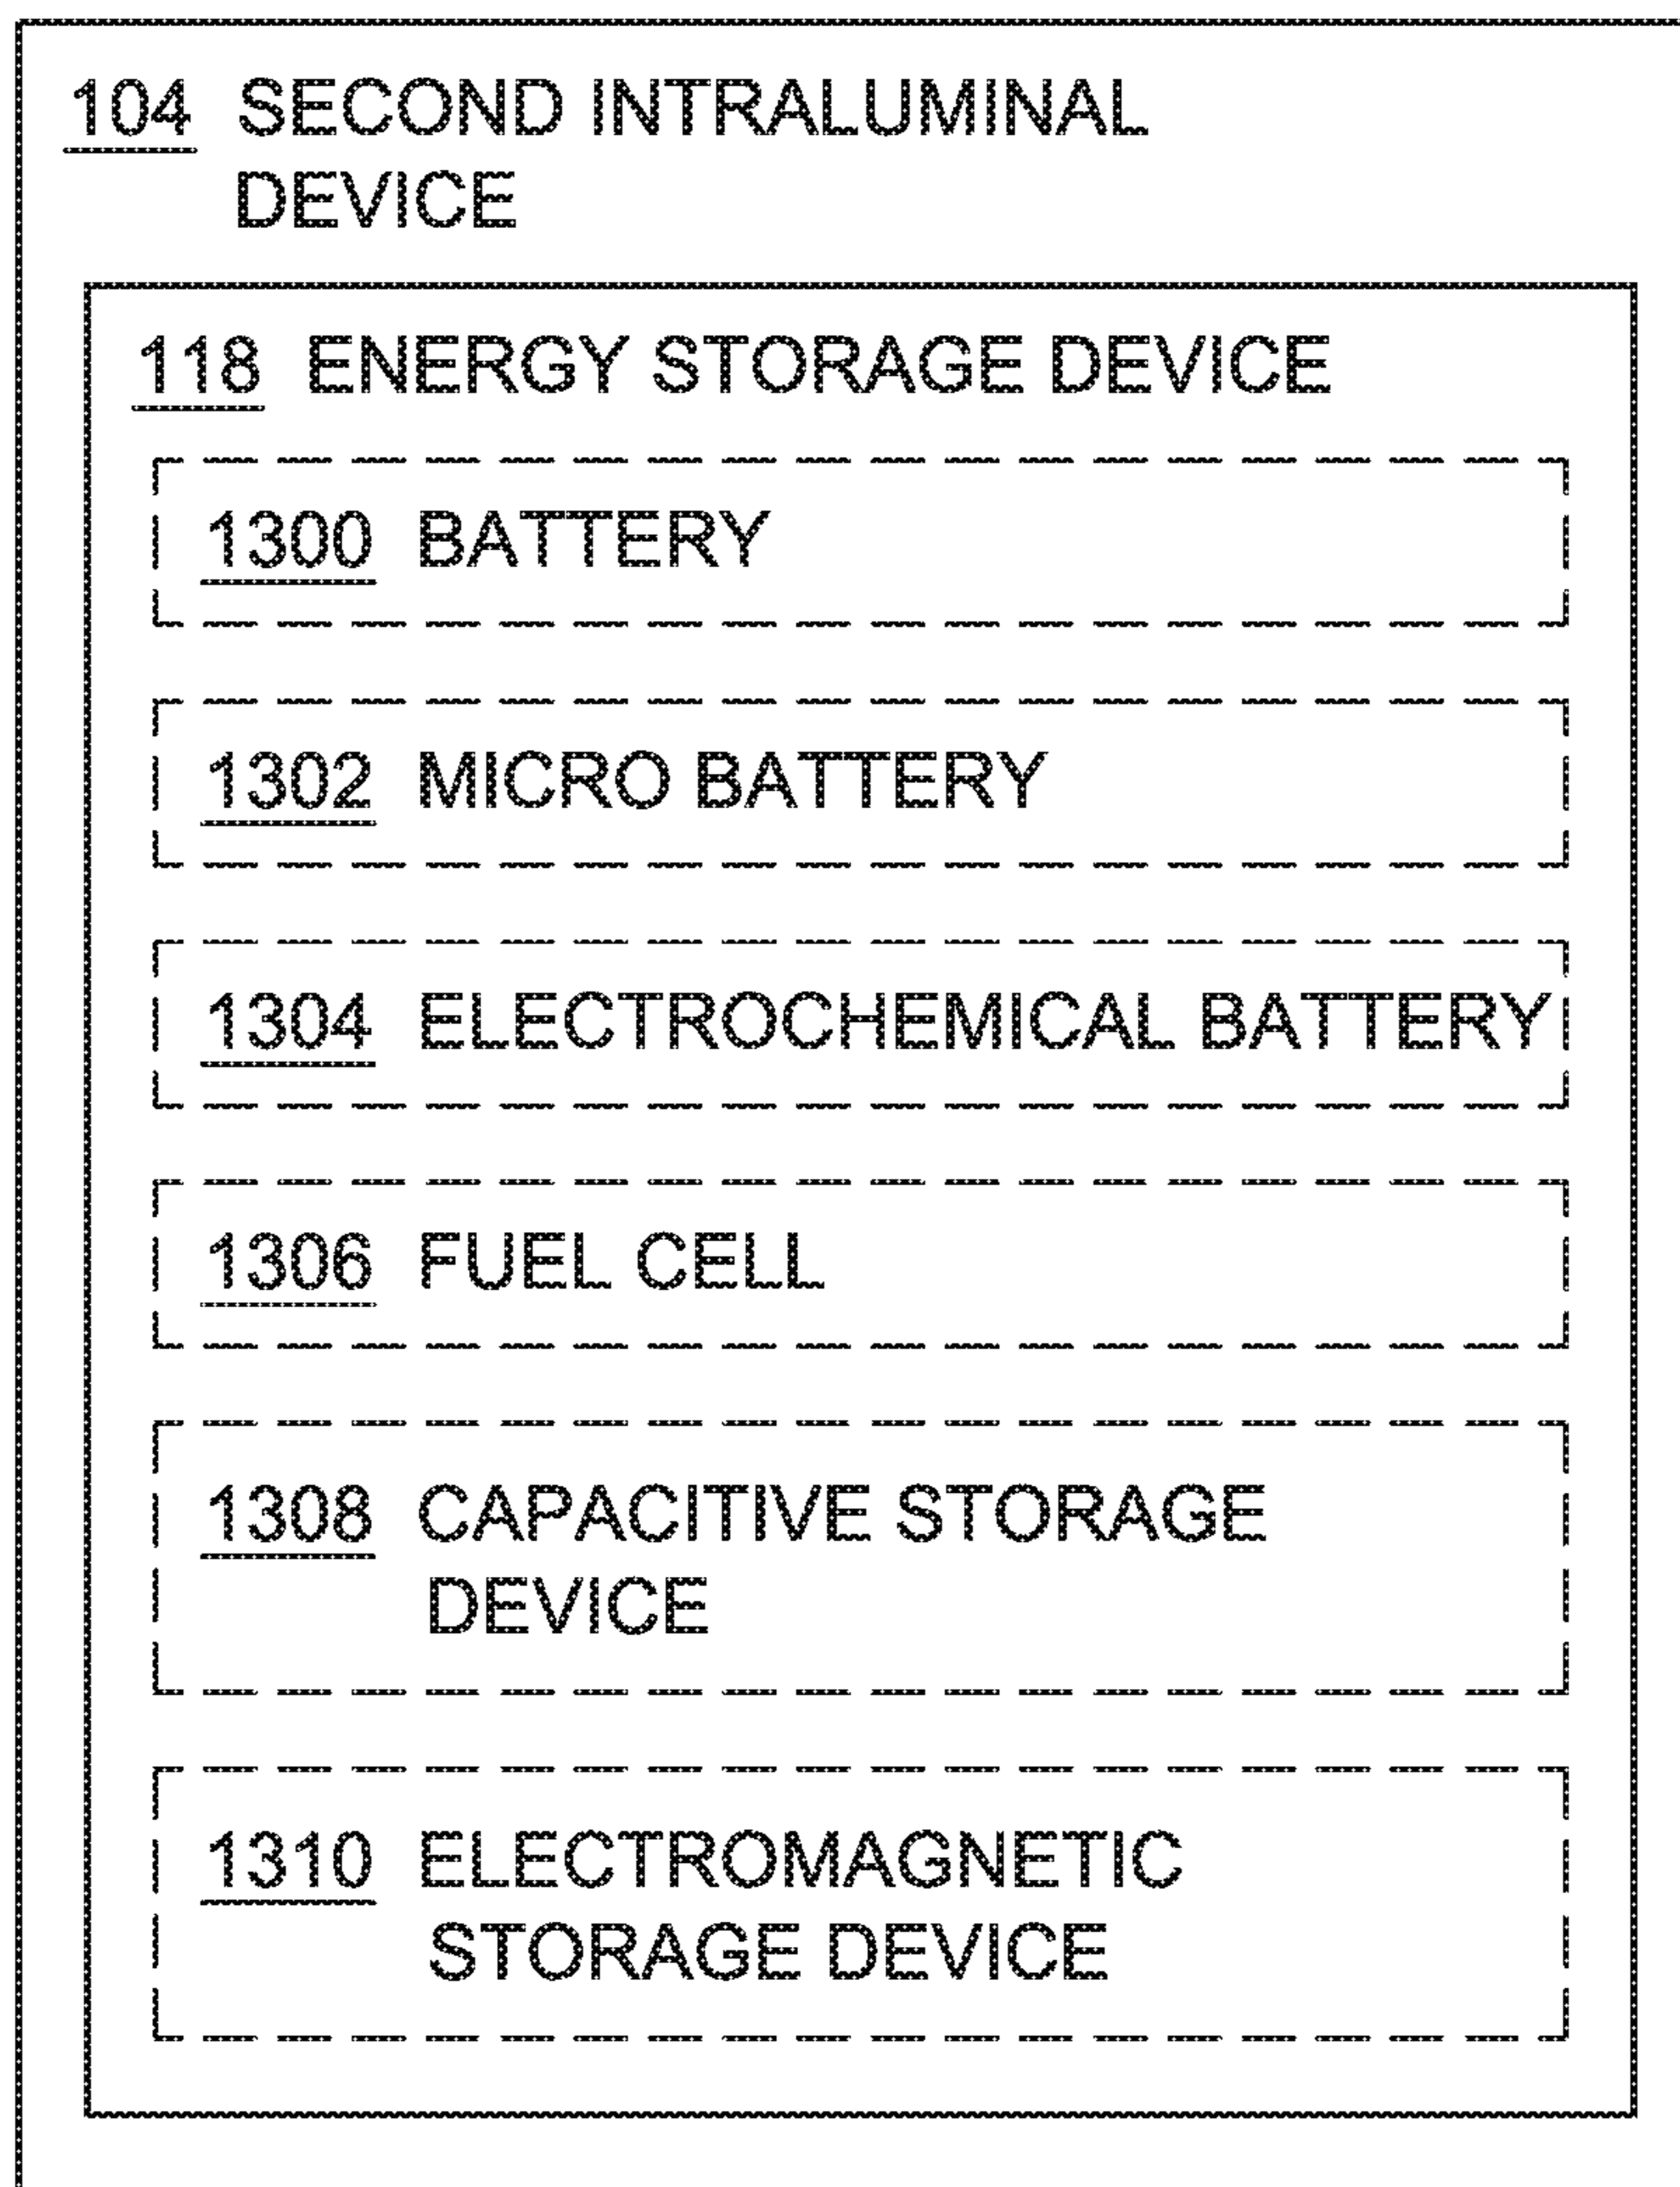 104 SECOND INTRALUMINAL
DEVICE
118 ENERGY STORAGE DEVICE
1300 BATTERY
1302 MICRO BATTERY
1304 ELECTROCHEMICAL BATTERY
1306 FUEL CELL
1308 CAPACITIVE STORAGE
DEVICE
1310 ELECTROMAGNETIC
STORAGE DEVICE